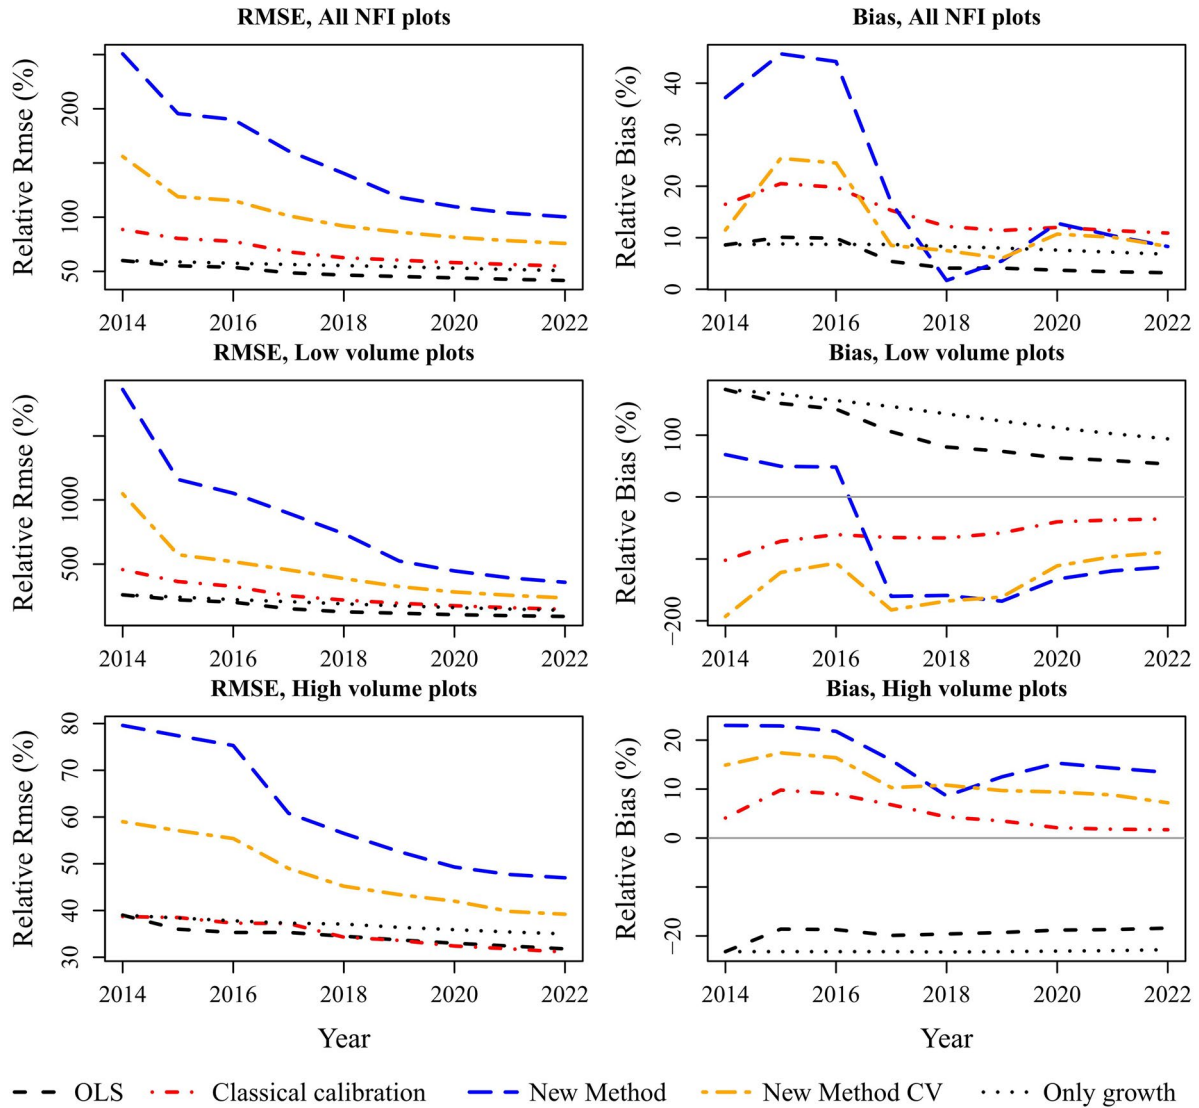 RMSE, All NFI plots
Relative Rmse (%)
50 100 200
2014 2016 2018 2020 2022
Bias, All NFI plots
Relative Bias (%)
0 10 20 30 40
2014 2016 2018 2020 2022
RMSE, Low volume plots
Relative Rmse (%)
500 1000
2014 2016 2018 2020 2022
Bias, Low volume plots
Relative Bias (%)
−200 0 100
2014 2016 2018 2020 2022
RMSE, High volume plots
Relative Rmse (%)
30 40 50 60 70 80
2014 2016 2018 2020 2022
Year
Bias, High volume plots
Relative Bias (%)
−20 0 10 20
2014 2016 2018 2020 2022
Year
OLS Classical calibration New Method New Method CV Only growth